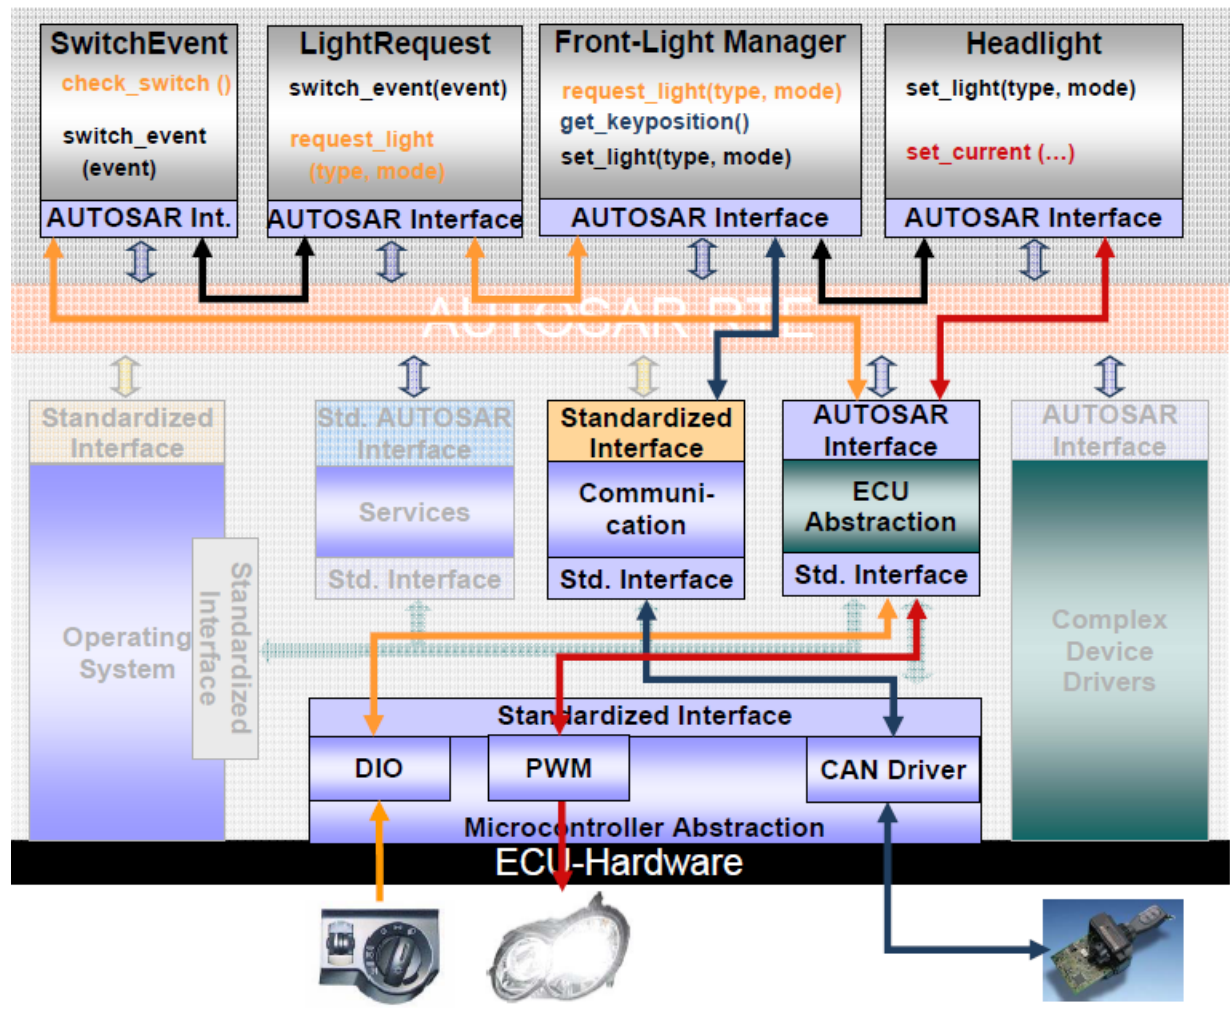 SwitchEvent
check_switch ()
switch_event
(event)
AUTOSAR Int.
LightRequest
switch_event(event)
request_light
(type, mode)
AUTOSAR Interface
Front-Light Manager
request_light(type, mode)
get_keyposition()
set_light(type, mode)
AUTOSAR Interface
Headlight
set_light(type, mode)
set_current (...)
AUTOSAR Interface
AUTOSAR RTE
Standardized
Interface
Operating
System
Standardized
Interface
Std. AUTOSAR
Interface
Services
Std. Interface
Standardized
Interface
Communi-
cation
Std. Interface
AUTOSAR
Interface
ECU
Abstraction
Std. Interface
AUTOSAR
Interface
Complex
Device
Drivers
Standardized Interface
DIO
PWM
CAN Driver
Microcontroller Abstraction
ECU-Hardware